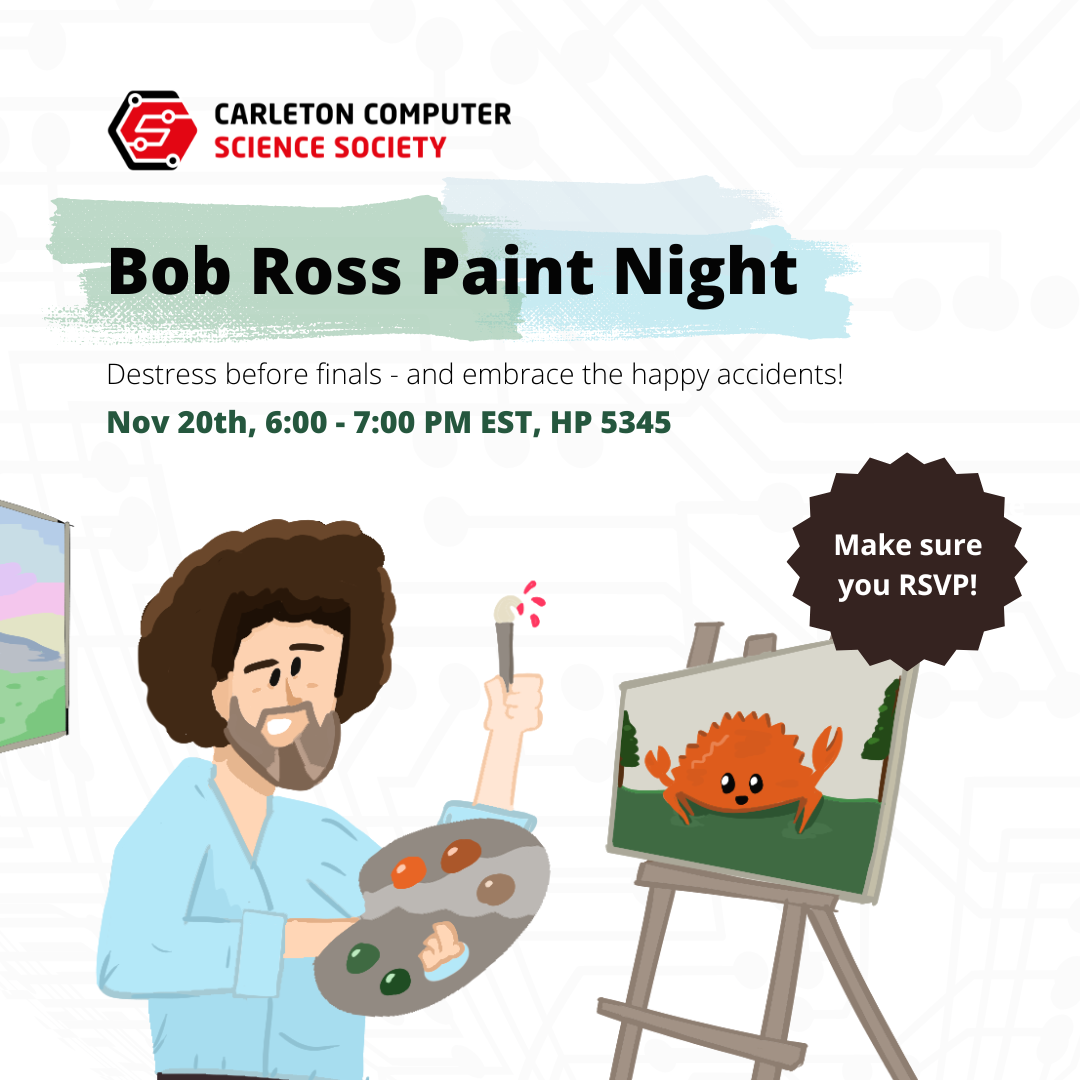 CARLETON COMPUTER
SCIENCE SOCIETY
Bob Ross Paint Night
Destress before finals - and embrace the happy accidents!
Nov 20th, 6:00 - 7:00 PM EST, HP 5345
Make sure
you RSVP!